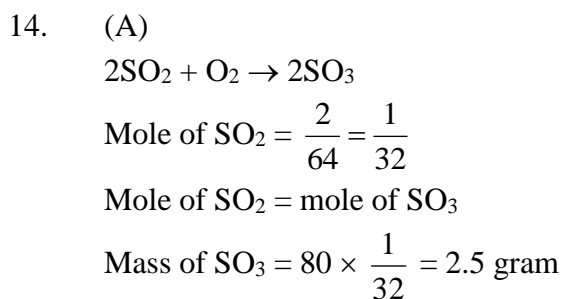 14. (A)
2SO₂ + O₂ → 2SO₃
Mole of SO₂ = 2/64 = 1/32
Mole of SO₂ = mole of SO₃
Mass of SO₃ = 80 × 1/32 = 2.5 gram